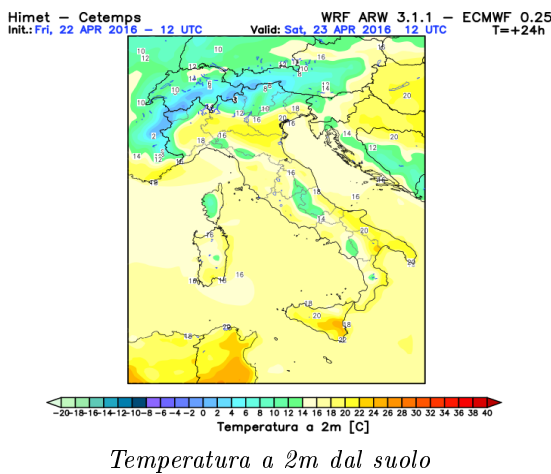 Himet – Cetemps WRF ARW 3.1.1 – ECMWF 0.25
Init.: Fri, 22 APR 2016 – 12 UTC Valid: Sat, 23 APR 2016 12 UTC T=+24h
-20-18-16-14-12-10-8 -6 -4 -2 0 2 4 6 8 10 12 14 16 18 20 22 24 26 28 30 32 34 36 38 40
Temperatura a 2m [C]
Temperatura a 2m dal suolo